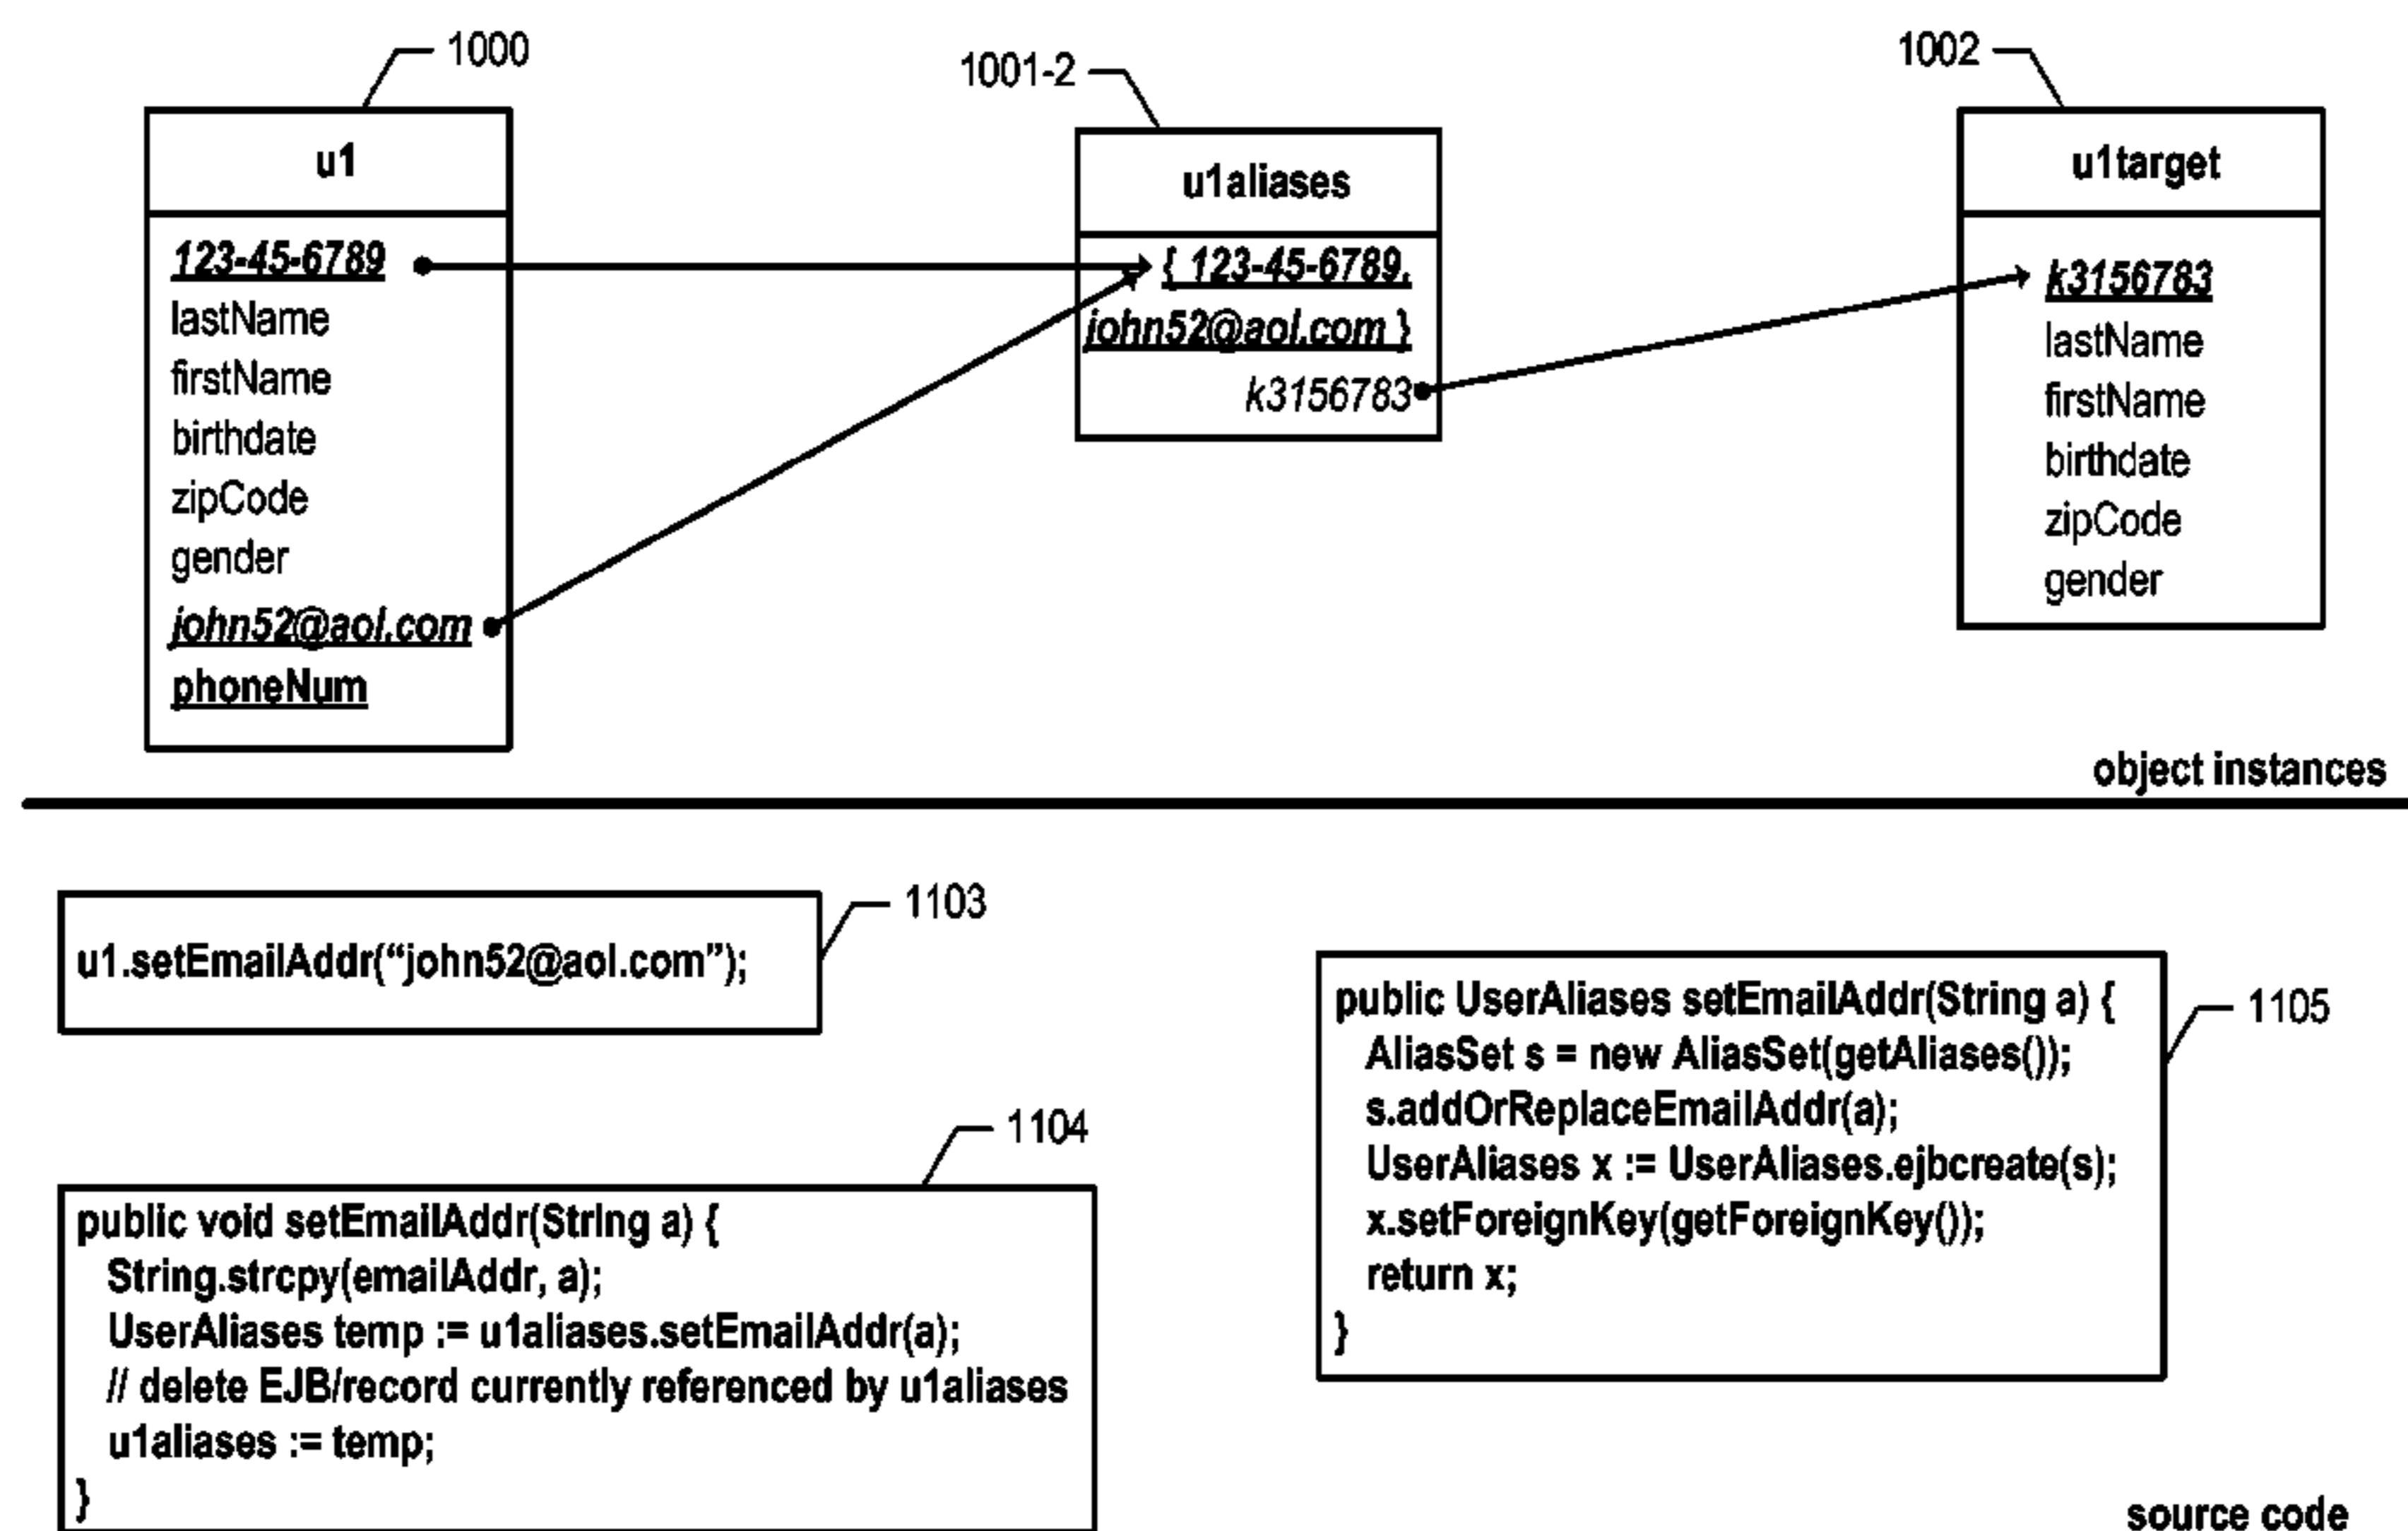 1000
1001-2
1002
u1
123-45-6789
lastName
firstName
birthdate
zipCode
gender
john52@aol.com
phoneNum
u1aliases
{ 123-45-6789,
john52@aol.com }
k3156783
u1target
k3156783
lastName
firstName
birthdate
zipCode
gender
object instances
1103
u1.setEmailAddr(“john52@aol.com”);
1104
public void setEmailAddr(String a) {
String.strcpy(emailAddr, a);
UserAliases temp := u1aliases.setEmailAddr(a);
// delete EJB/record currently referenced by u1aliases
u1aliases := temp;
}
1105
public UserAliases setEmailAddr(String a) {
AliasSet s = new AliasSet(getAliases());
s.addOrReplaceEmailAddr(a);
UserAliases x := UserAliases.ejbcreate(s);
x.setForeignKey(getForeignKey());
return x;
}
source code